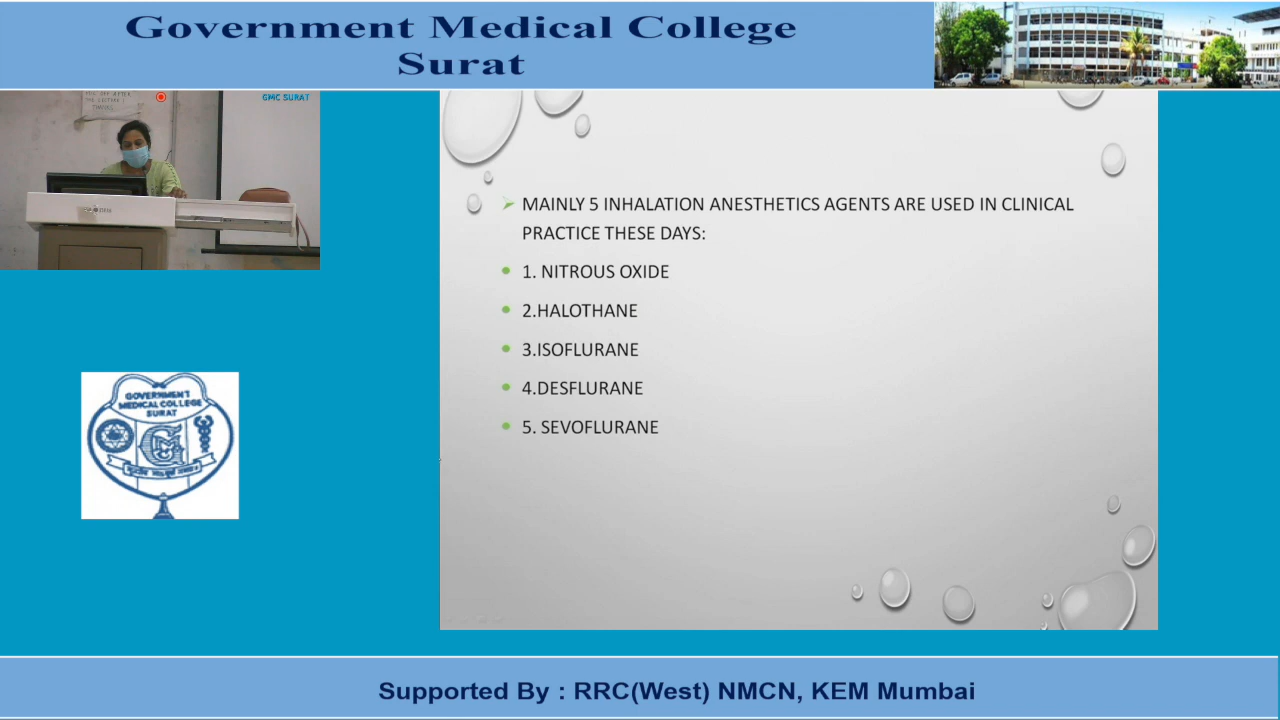 Government Medical College
Surat
GMC SURAT
MAINLY 5 INHALATION ANESTHETICS AGENTS ARE USED IN CLINICAL
PRACTICE THESE DAYS:
1. NITROUS OXIDE
2.HALOTHANE
3.ISOFLURANE
4.DESFLURANE
5. SEVOFLURANE
GOVERNMENT
MEDICAL COLLEGE
SURAT
Supported By : RRC(West) NMCN, KEM Mumbai